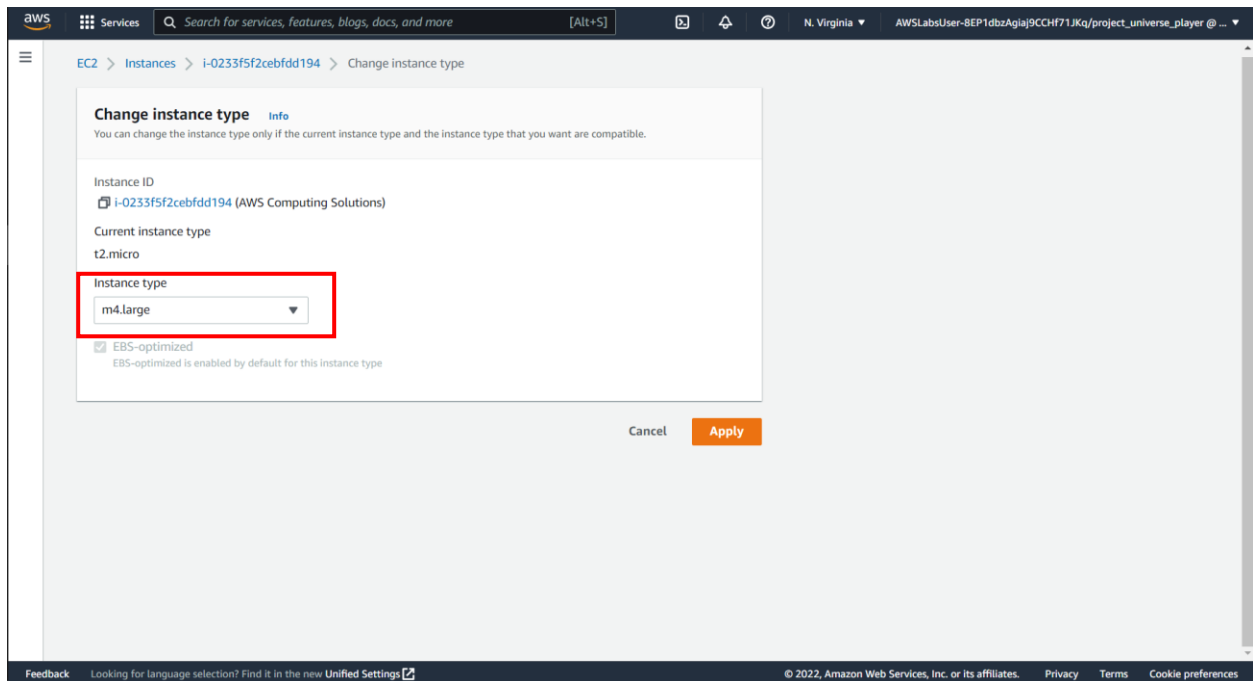 aws Services Search for services, features, blogs, docs, and more [Alt+S] N. Virginia AWSLabsUser-8EP1dbzAgiaj9CCHf71JKq/project_universe_player @ ...
EC2 > Instances > i-0233f5f2cebfdd194 > Change instance type
Change instance type Info
You can change the instance type only if the current instance type and the instance type that you want are compatible.
Instance ID
i-0233f5f2cebfdd194 (AWS Computing Solutions)
Current instance type
t2.micro
Instance type
m4.large
EBS-optimized
EBS-optimized is enabled by default for this instance type
Cancel Apply
Feedback Looking for language selection? Find it in the new Unified Settings © 2022, Amazon Web Services, Inc. or its affiliates. Privacy Terms Cookie preferences